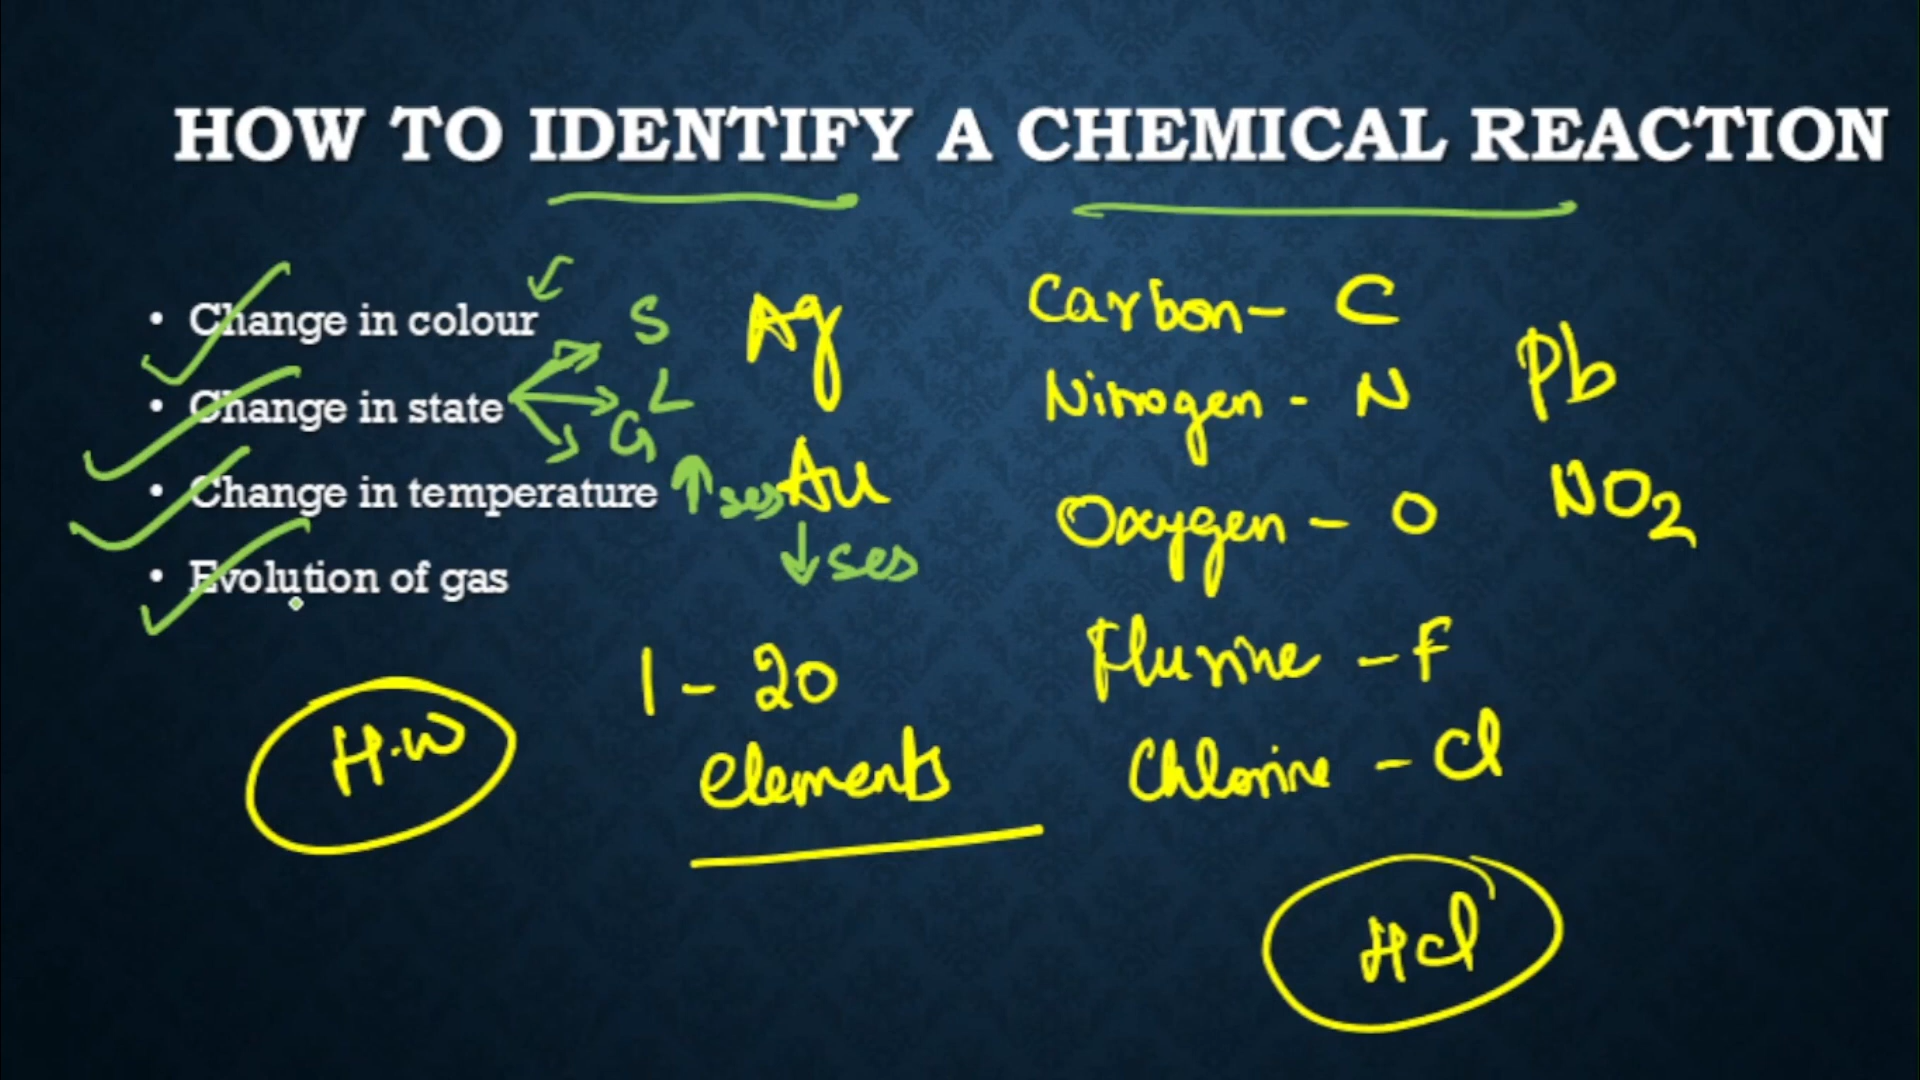 HOW TO IDENTIFY A CHEMICAL REACTION
• Change in colour
• Change in state
• Change in temperature
• Evolution of gas
S
L
G
↑ses
↓ses
Ag
Au
1 - 20
elements
H.W
Carbon - C
Nitrogen - N
Oxygen - O
Flurine - F
Chlorine - Cl
Pb
NO2
HCl